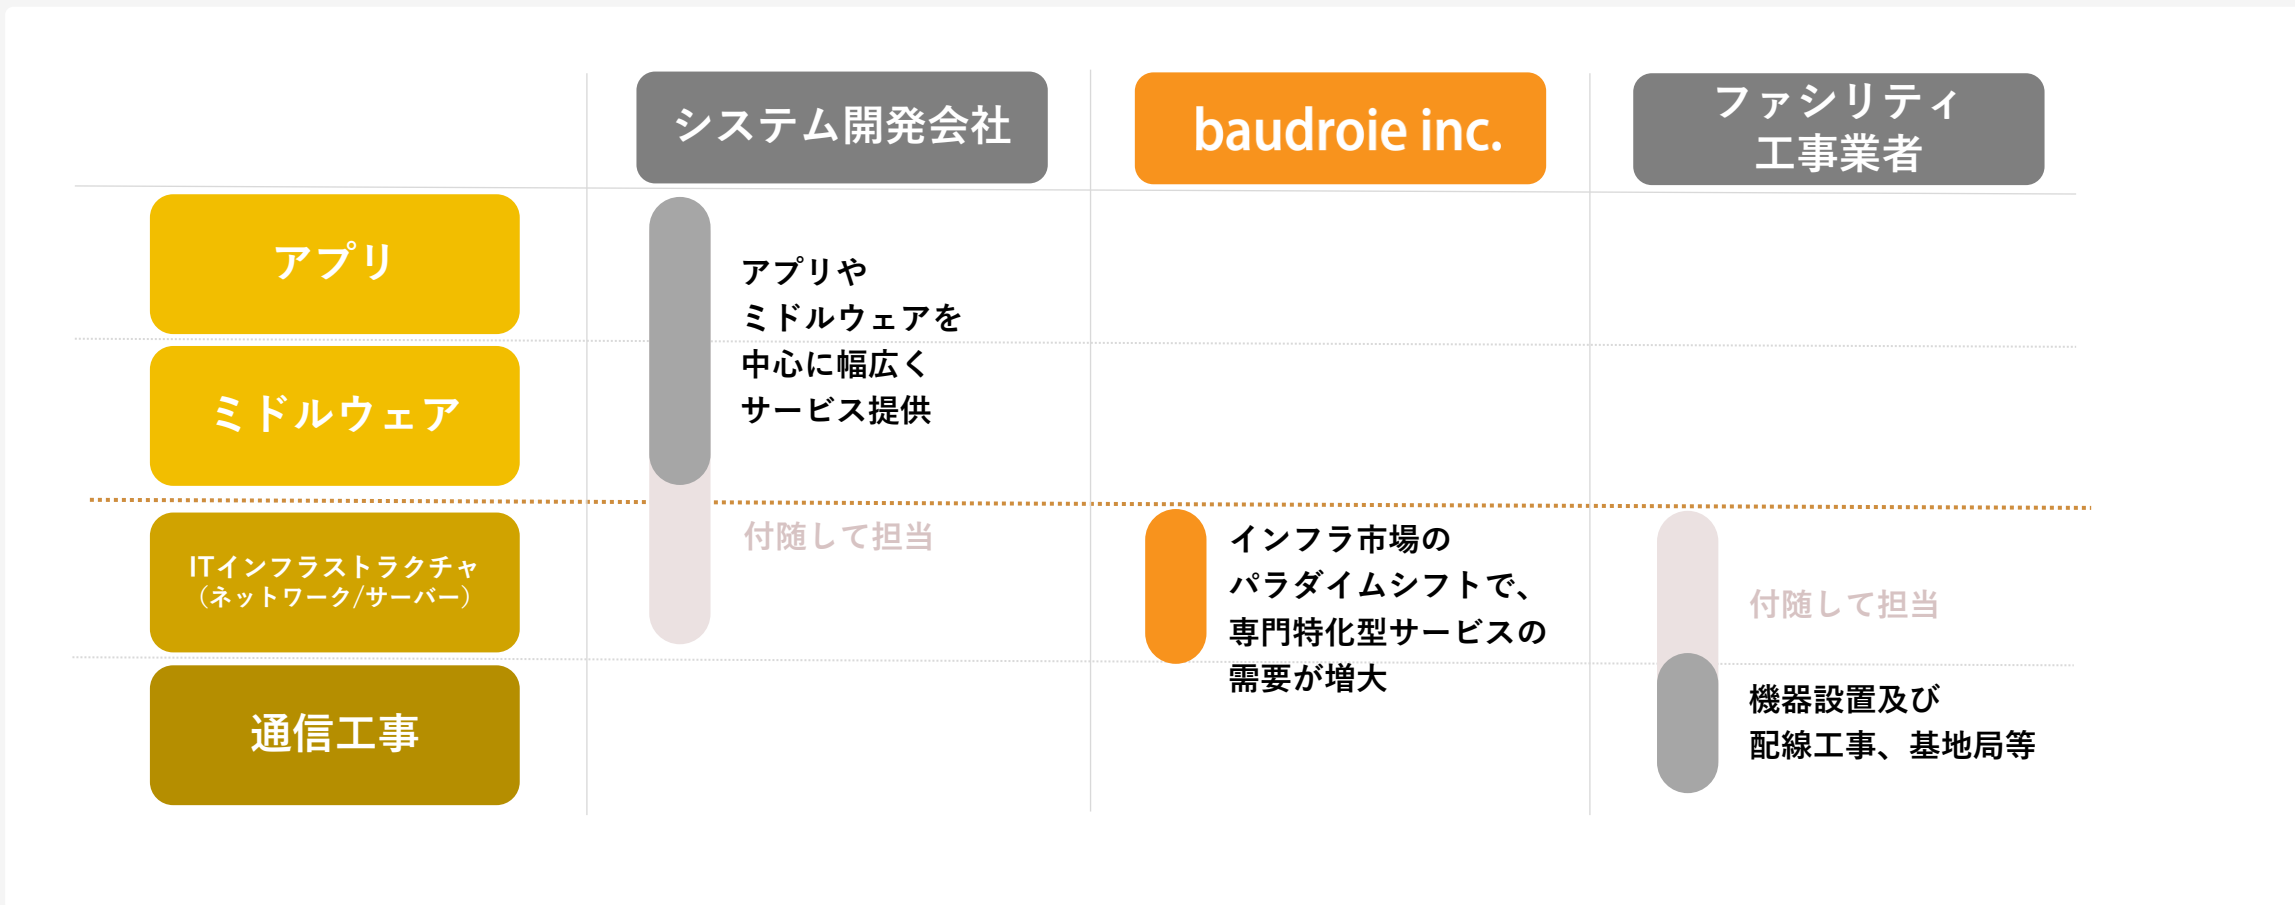 システム開発会社
baudroie inc.
ファシリティ
工事業者
アプリ
アプリや
ミドルウェアを
中心に幅広く
サービス提供
ミドルウェア
ITインフラストラクチャ
（ネットワーク/サーバー）
付随して担当
インフラ市場の
パラダイムシフトで、
専門特化型サービスの
需要が増大
付随して担当
通信工事
機器設置及び
配線工事、基地局等